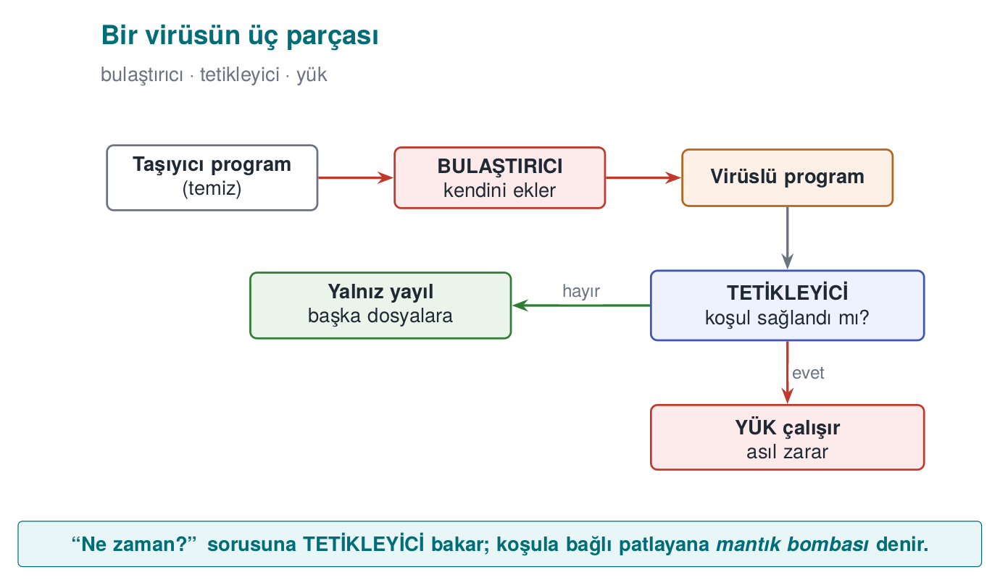 Bir virüsün üç parçası
bulaştırıcı · tetikleyici · yük
Taşıyıcı program
(temiz)
BULAŞTIRICI
kendini ekler
Virüslü program
Yalnız yayıl
başka dosyalara
hayır
TETİKLEYİCİ
koşul sağlandı mı?
evet
YÜK çalışır
asıl zarar
“Ne zaman?” sorusuna TETİKLEYİCİ bakar; koşula bağlı patlayana mantık bombası denir.